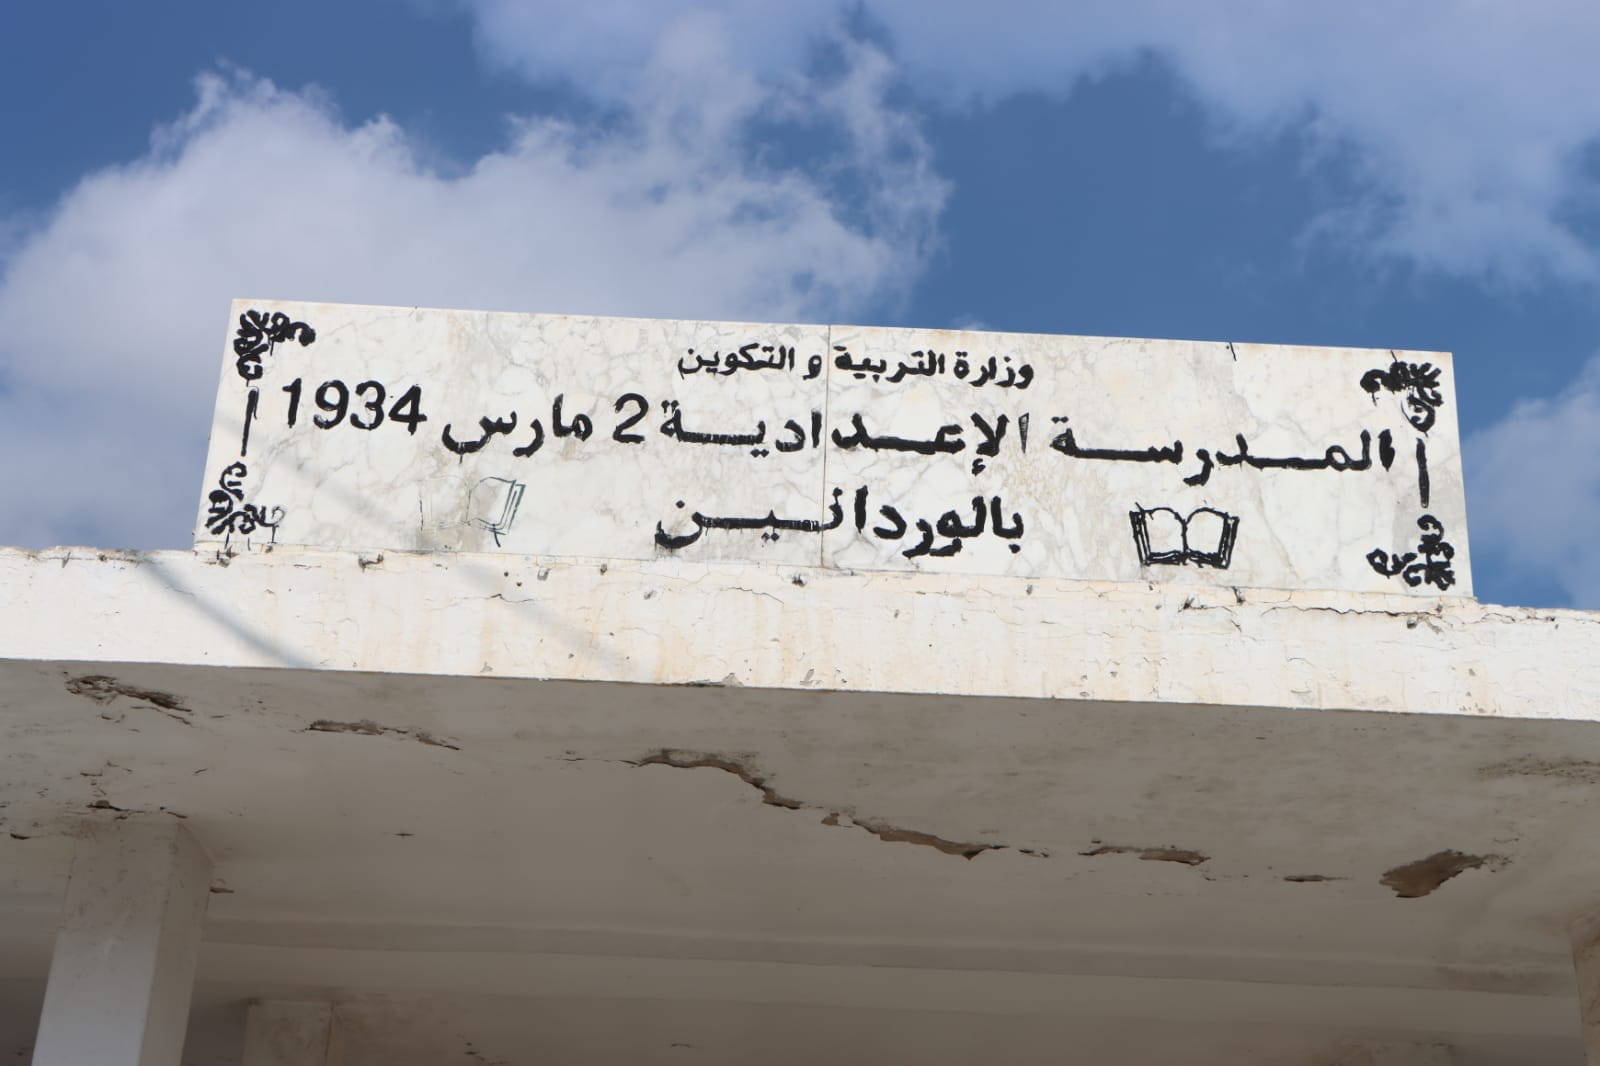 وزارة التربية و التكوين
المدرسة الإعدادية 2 مارس 1934
بالوردانين